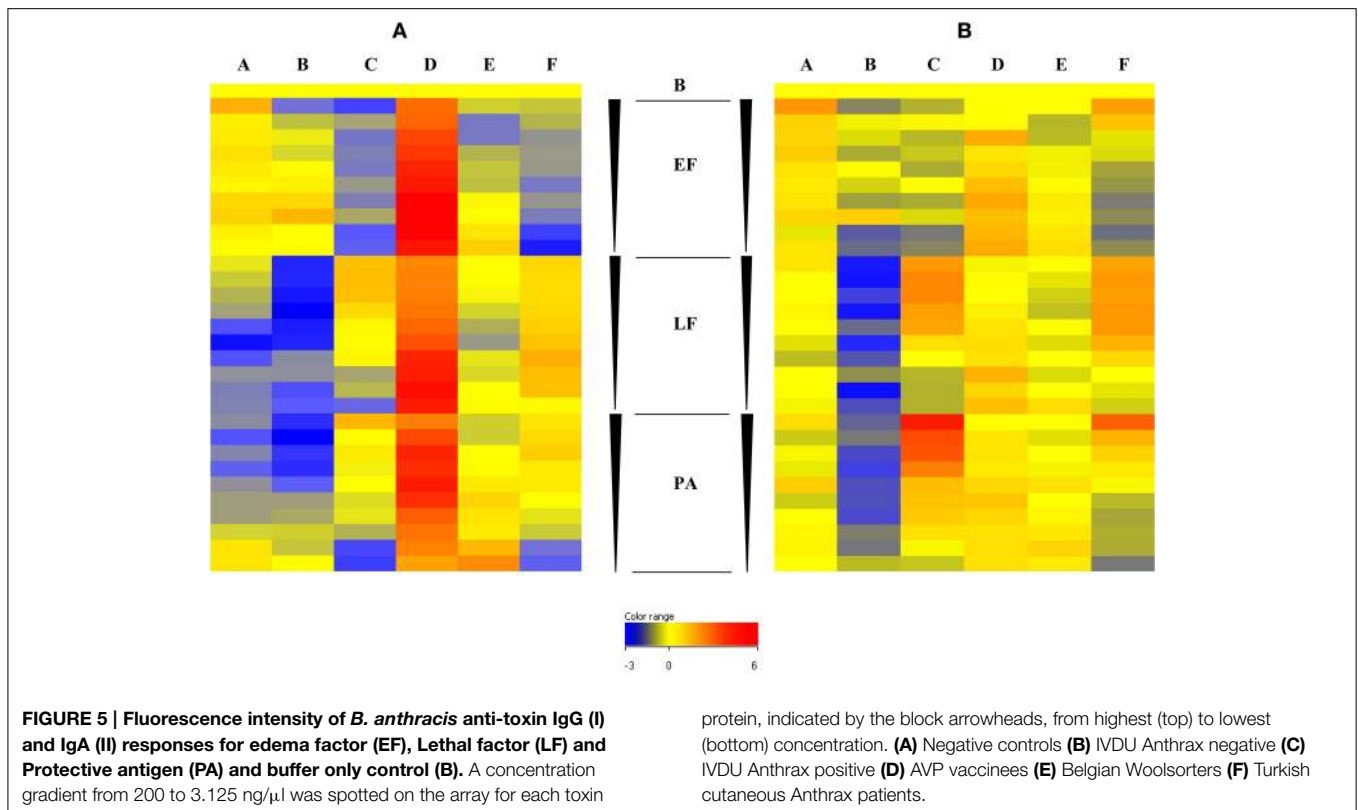 A
B
A B C D E F
A B C D E F
B
EF
LF
PA
Color range
-3 0 6
FIGURE 5 | Fluorescence intensity of B. anthracis anti-toxin IgG (I)
and IgA (II) responses for edema factor (EF), Lethal factor (LF) and
Protective antigen (PA) and buffer only control (B). A concentration
gradient from 200 to 3.125 ng/μl was spotted on the array for each toxin
protein, indicated by the block arrowheads, from highest (top) to lowest
(bottom) concentration. (A) Negative controls (B) IVDU Anthrax negative (C)
IVDU Anthrax positive (D) AVP vaccinees (E) Belgian Woolsorters (F) Turkish
cutaneous Anthrax patients.